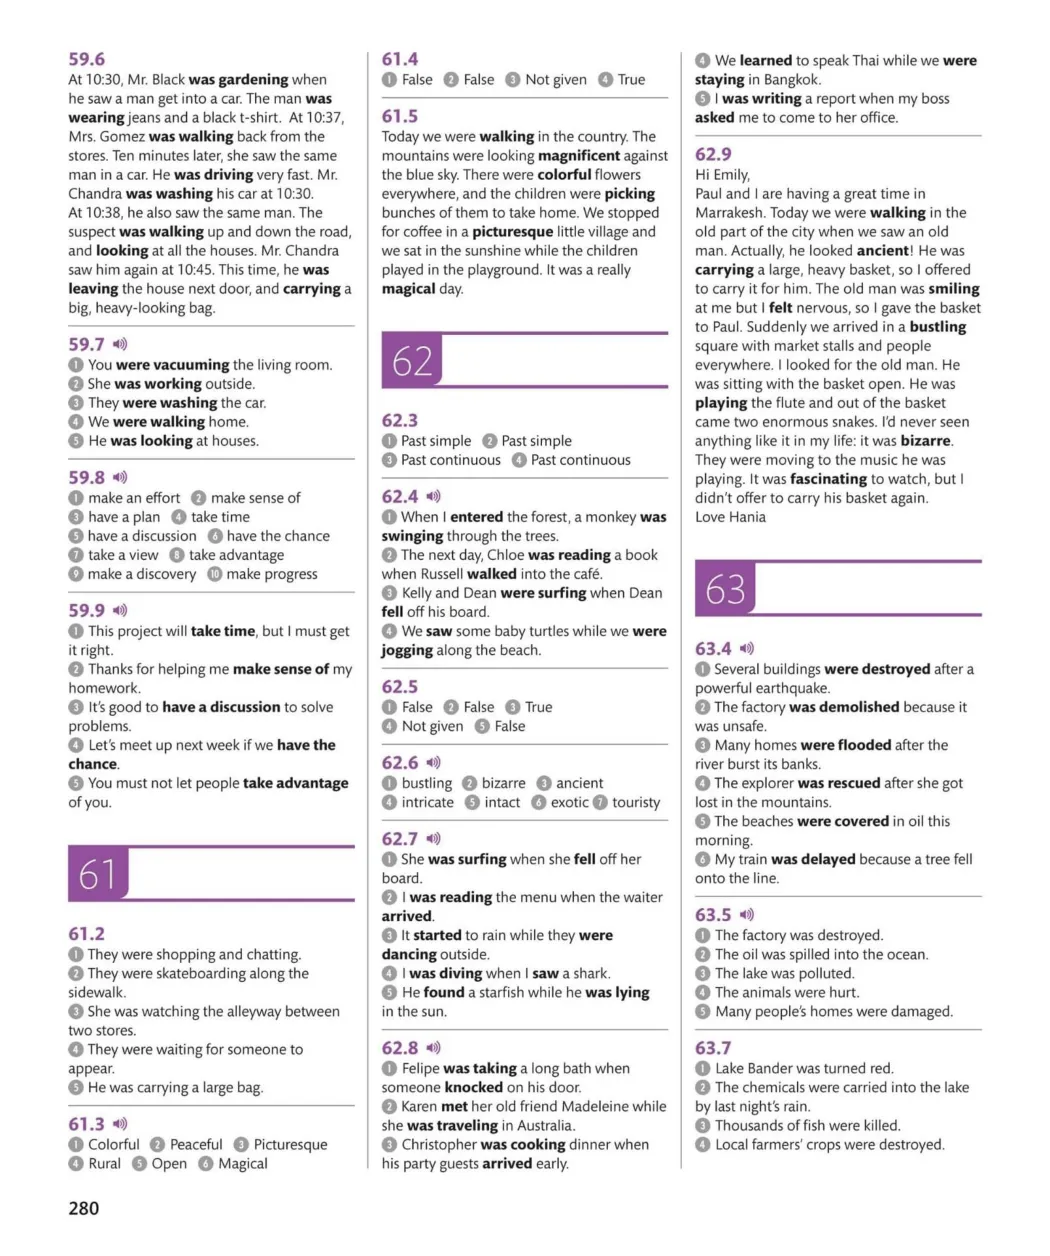 59.6
At 10:30, Mr. Black was gardening when
he saw a man get into a car. The man was
wearing jeans and a black t-shirt. At 10:37,
Mrs. Gomez was walking back from the
stores. Ten minutes later, she saw the same
man in a car. He was driving very fast. Mr.
Chandra was washing his car at 10:30.
At 10:38, he also saw the same man. The
suspect was walking up and down the road,
and looking at all the houses. Mr. Chandra
saw him again at 10:45. This time, he was
leaving the house next door, and carrying a
big, heavy-looking bag.
59.7
1 You were vacuuming the living room.
2 She was working outside.
3 They were washing the car.
4 We were walking home.
5 He was looking at houses.
59.8
1 make an effort 2 make sense of
3 have a plan 4 take time
5 have a discussion 6 have the chance
7 take a view 8 take advantage
9 make a discovery 10 make progress
59.9
1 This project will take time, but I must get
it right.
2 Thanks for helping me make sense of my
homework.
3 It's good to have a discussion to solve
problems.
4 Let's meet up next week if we have the
chance.
5 You must not let people take advantage
of you.
61
61.2
1 They were shopping and chatting.
2 They were skateboarding along the
sidewalk.
3 She was watching the alleyway between
two stores.
4 They were waiting for someone to
appear.
5 He was carrying a large bag.
61.3
1 Colorful 2 Peaceful 3 Picturesque
4 Rural 5 Open 6 Magical
61.4
1 False 2 False 3 Not given 4 True
61.5
Today we were walking in the country. The
mountains were looking magnificent against
the blue sky. There were colorful flowers
everywhere, and the children were picking
bunches of them to take home. We stopped
for coffee in a picturesque little village and
we sat in the sunshine while the children
played in the playground. It was a really
magical day.
62
62.3
1 Past simple 2 Past simple
3 Past continuous 4 Past continuous
62.4
1 When I entered the forest, a monkey was
swinging through the trees.
2 The next day, Chloe was reading a book
when Russell walked into the café.
3 Kelly and Dean were surfing when Dean
fell off his board.
4 We saw some baby turtles while we were
jogging along the beach.
62.5
1 False 2 False 3 True
4 Not given 5 False
62.6
1 bustling 2 bizarre 3 ancient
4 intricate 5 intact 6 exotic 7 touristy
62.7
1 She was surfing when she fell off her
board.
2 I was reading the menu when the waiter
arrived.
3 It started to rain while they were
dancing outside.
4 I was diving when I saw a shark.
5 He found a starfish while he was lying
in the sun.
62.8
1 Felipe was taking a long bath when
someone knocked on his door.
2 Karen met her old friend Madeleine while
she was traveling in Australia.
3 Christopher was cooking dinner when
his party guests arrived early.
4 We learned to speak Thai while we were
staying in Bangkok.
5 I was writing a report when my boss
asked me to come to her office.
62.9
Hi Emily,
Paul and I are having a great time in
Marrakesh. Today we were walking in the
old part of the city when we saw an old
man. Actually, he looked ancient! He was
carrying a large, heavy basket, so I offered
to carry it for him. The old man was smiling
at me but I felt nervous, so I gave the basket
to Paul. Suddenly we arrived in a bustling
square with market stalls and people
everywhere. I looked for the old man. He
was sitting with the basket open. He was
playing the flute and out of the basket
came two enormous snakes. I'd never seen
anything like it in my life: it was bizarre.
They were moving to the music he was
playing. It was fascinating to watch, but I
didn't offer to carry his basket again.
Love Hania
63
63.4
1 Several buildings were destroyed after a
powerful earthquake.
2 The factory was demolished because it
was unsafe.
3 Many homes were flooded after the
river burst its banks.
4 The explorer was rescued after she got
lost in the mountains.
5 The beaches were covered in oil this
morning.
6 My train was delayed because a tree fell
onto the line.
63.5
1 The factory was destroyed.
2 The oil was spilled into the ocean.
3 The lake was polluted.
4 The animals were hurt.
5 Many people's homes were damaged.
63.7
1 Lake Bander was turned red.
2 The chemicals were carried into the lake
by last night's rain.
3 Thousands of fish were killed.
4 Local farmers' crops were destroyed.
280